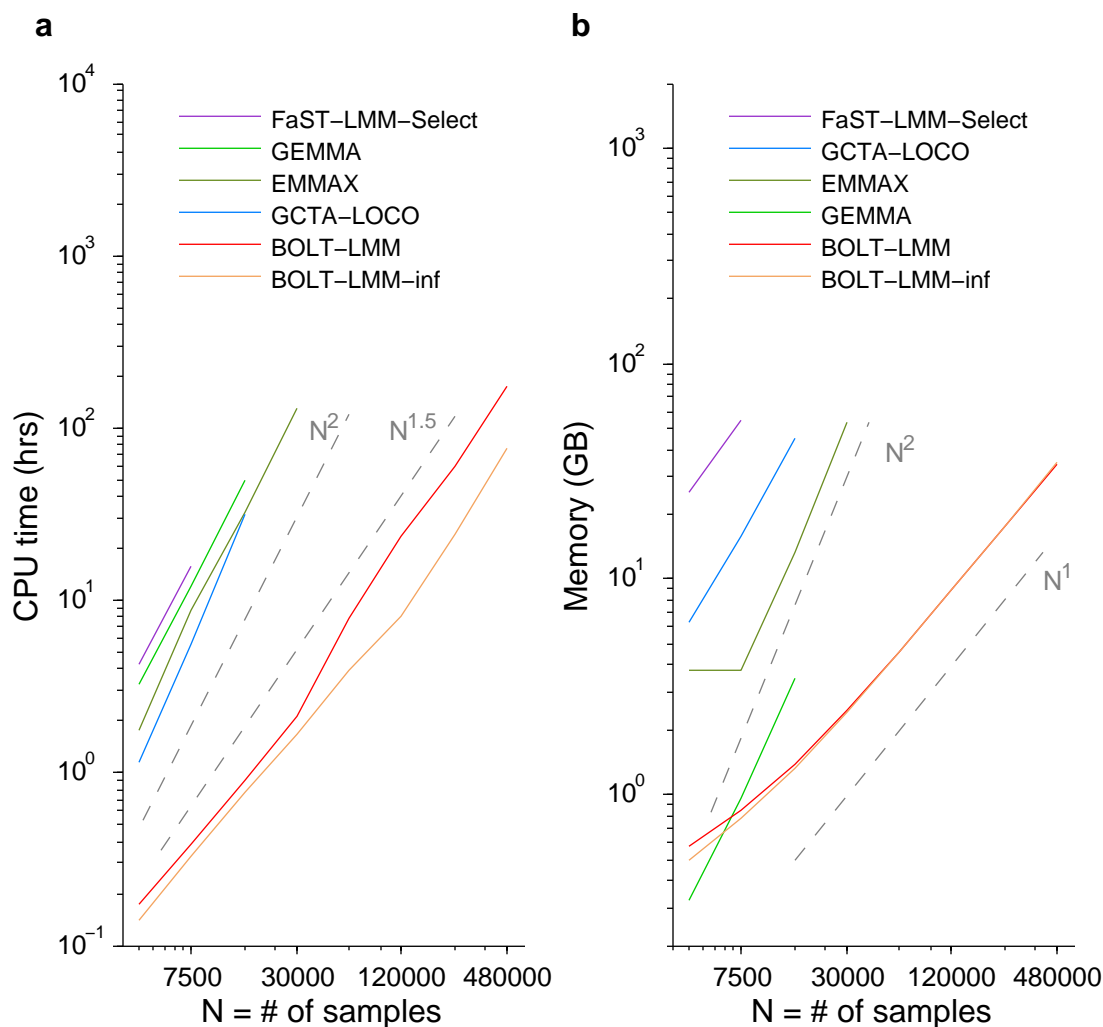 a
CPU time (hrs)
10^4
10^3
10^2
10^1
10^0
10^−1
FaST−LMM−Select
GEMMA
EMMAX
GCTA−LOCO
BOLT−LMM
BOLT−LMM−inf
N^2
N^1.5
7500 30000 120000 480000
N = # of samples
b
Memory (GB)
10^3
10^2
10^1
10^0
FaST−LMM−Select
GCTA−LOCO
EMMAX
GEMMA
BOLT−LMM
BOLT−LMM−inf
N^2
N^1
7500 30000 120000 480000
N = # of samples